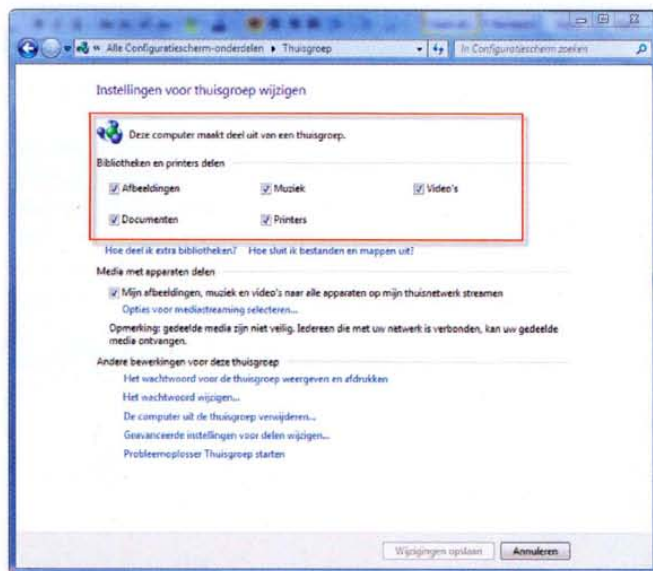 « Alle Configuratiescherm-onderdelen ▸ Thuisgroep
In Configuratiescherm zoeken
Instellingen voor thuisgroep wijzigen
Deze computer maakt deel uit van een thuisgroep.
Bibliotheken en printers delen
Afbeeldingen Muziek Video's
Documenten Printers
Hoe deel ik extra bibliotheken? Hoe sluit ik bestanden en mappen uit?
Media met apparaten delen
Mijn afbeeldingen, muziek en video's naar alle apparaten op mijn thuisnetwerk streamen
Opties voor mediastreaming selecteren...
Opmerking: gedeelde media zijn niet veilig. Iedereen die met uw netwerk is verbonden, kan uw gedeelde
media ontvangen.
Andere bewerkingen voor deze thuisgroep
Het wachtwoord voor de thuisgroep weergeven en afdrukken
Het wachtwoord wijzigen...
De computer uit de thuisgroep verwijderen...
Geavanceerde instellingen voor delen wijzigen...
Probleemoplosser Thuisgroep starten
Wijzigingen opslaan Annuleren